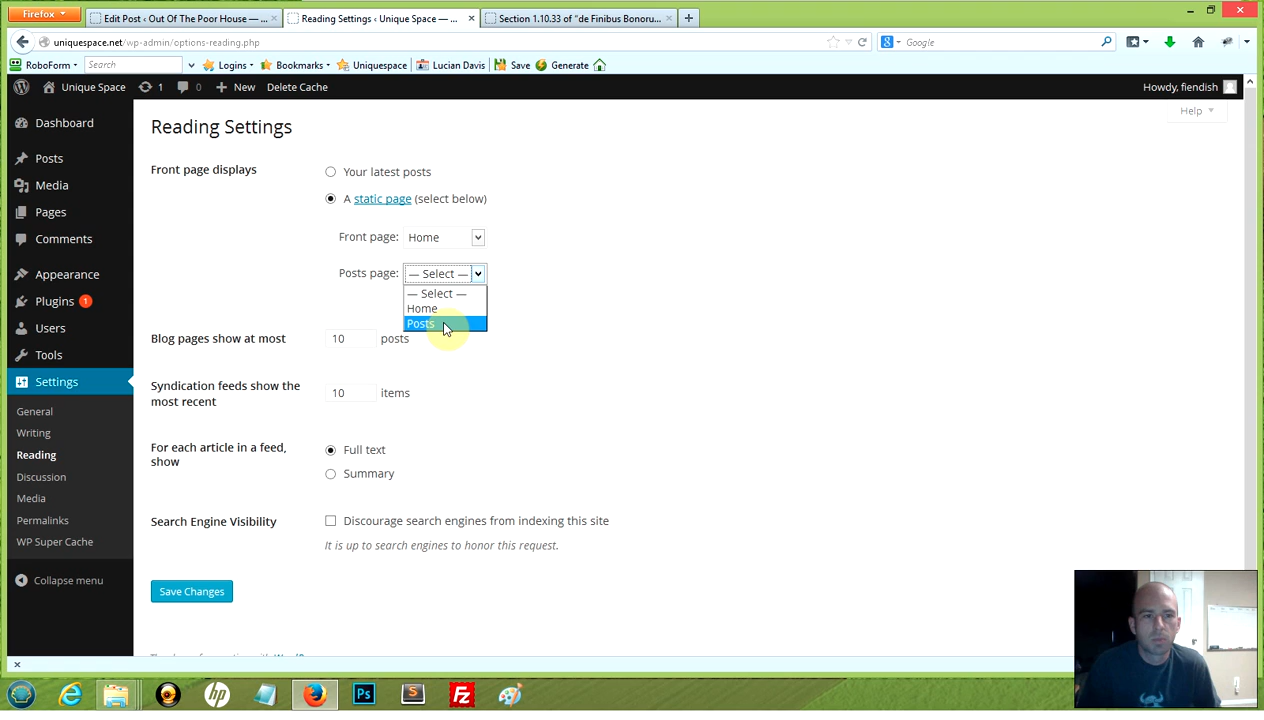 Firefox
Edit Post ‹ Out Of The Poor House — ...
Reading Settings ‹ Unique Space — ...
Section 1.10.33 of "de Finibus Bonoru...
uniquespace.net/wp-admin/options-reading.php
Google
RoboForm
Search
Logins
Bookmarks
Uniquespace
Lucian Davis
Save
Generate
Unique Space
1
0
New
Delete Cache
Howdy, fiendish
Help
Dashboard
Posts
Media
Pages
Comments
Appearance
Plugins 1
Users
Tools
Settings
General
Writing
Reading
Discussion
Media
Permalinks
WP Super Cache
Collapse menu
Reading Settings
Front page displays
Your latest posts
A static page (select below)
Front page: Home
Posts page: — Select —
— Select —
Home
Posts
Blog pages show at most 10 posts
Syndication feeds show the
most recent
10 items
For each article in a feed,
show
Full text
Summary
Search Engine Visibility
Discourage search engines from indexing this site
It is up to search engines to honor this request.
Save Changes
hp
Ps
S
FZ